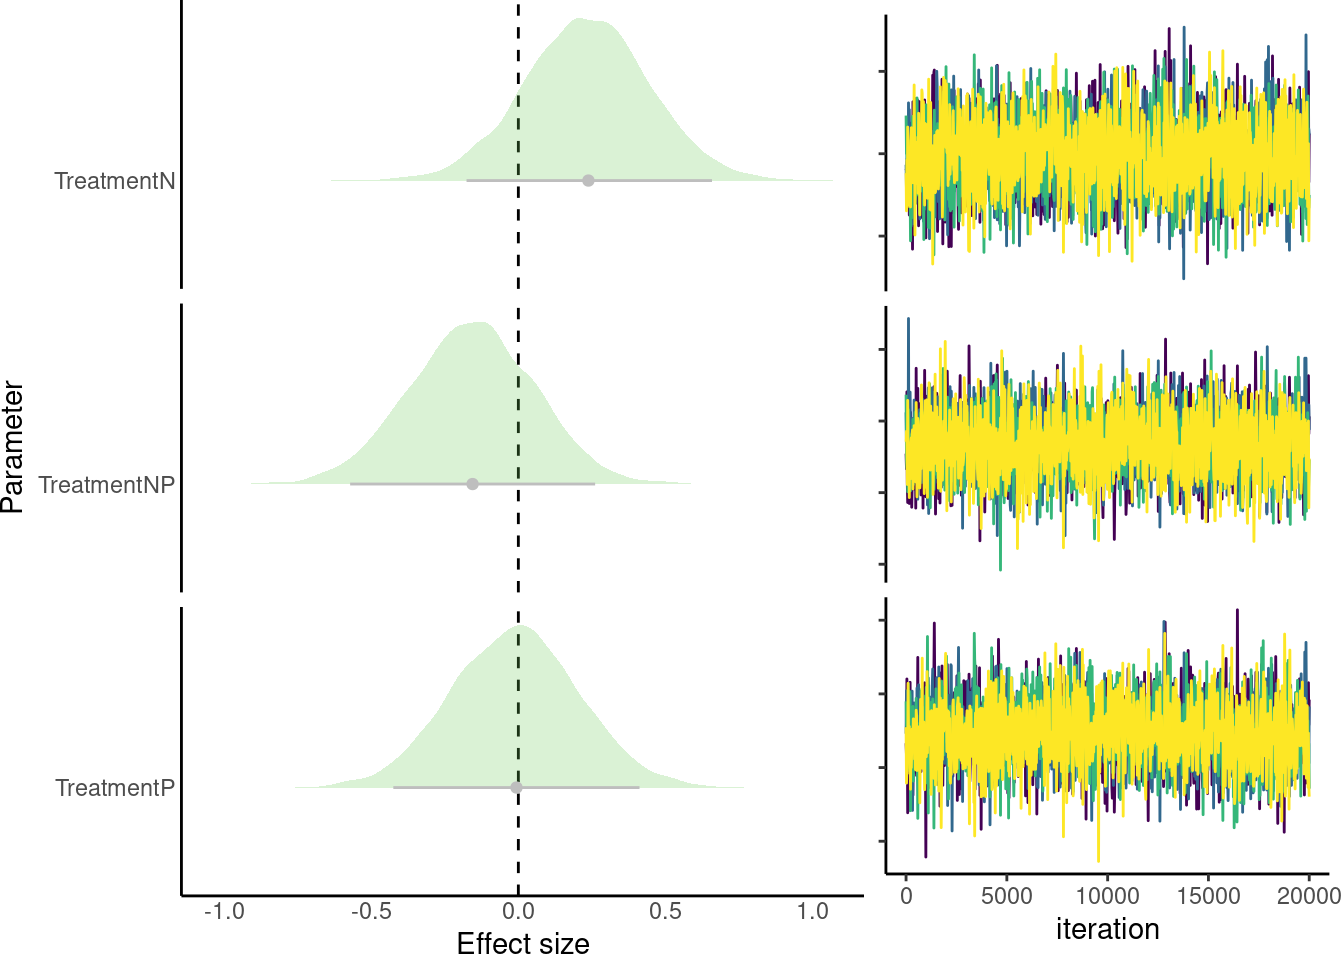 Parameter
TreatmentN
TreatmentNP
TreatmentP
-1.0 -0.5 0.0 0.5 1.0
Effect size
0 5000 10000 15000 20000
iteration